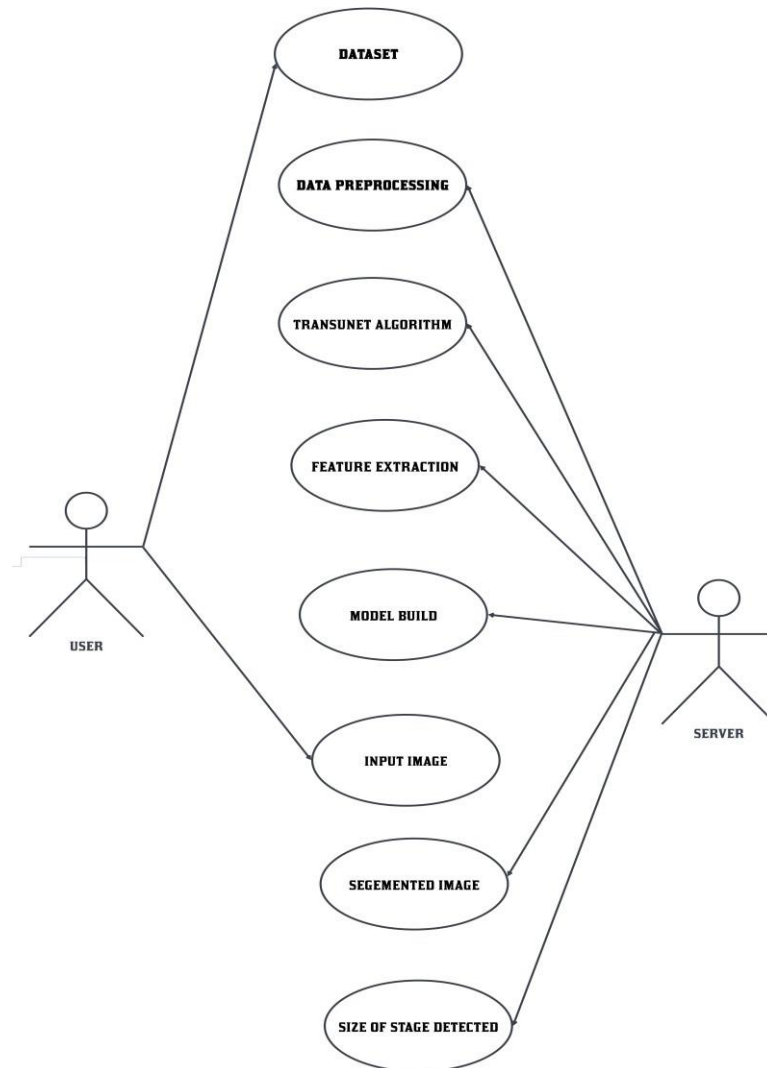 DATASET
DATA PREPROCESSING
TRANSUNET ALGORITHM
FEATURE EXTRACTION
MODEL BUILD
USER
SERVER
INPUT IMAGE
SEGEMENTED IMAGE
SIZE OF STAGE DETECTED